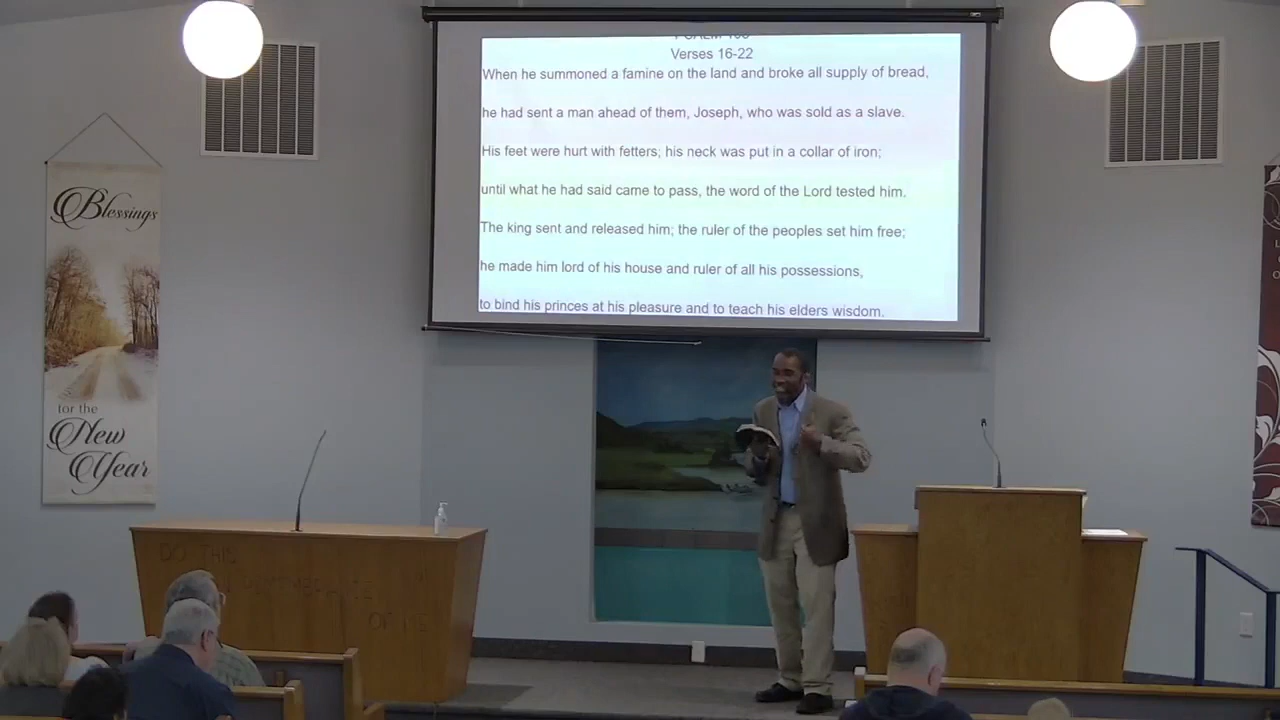 Verses 16-22
When he summoned a famine on the land and broke all supply of bread,
he had sent a man ahead of them, Joseph, who was sold as a slave.
His feet were hurt with fetters; his neck was put in a collar of iron;
until what he had said came to pass, the word of the Lord tested him.
The king sent and released him; the ruler of the peoples set him free;
he made him lord of his house and ruler of all his possessions,
to bind his princes at his pleasure and to teach his elders wisdom.
Blessings
for the
New
Year
DO THIS